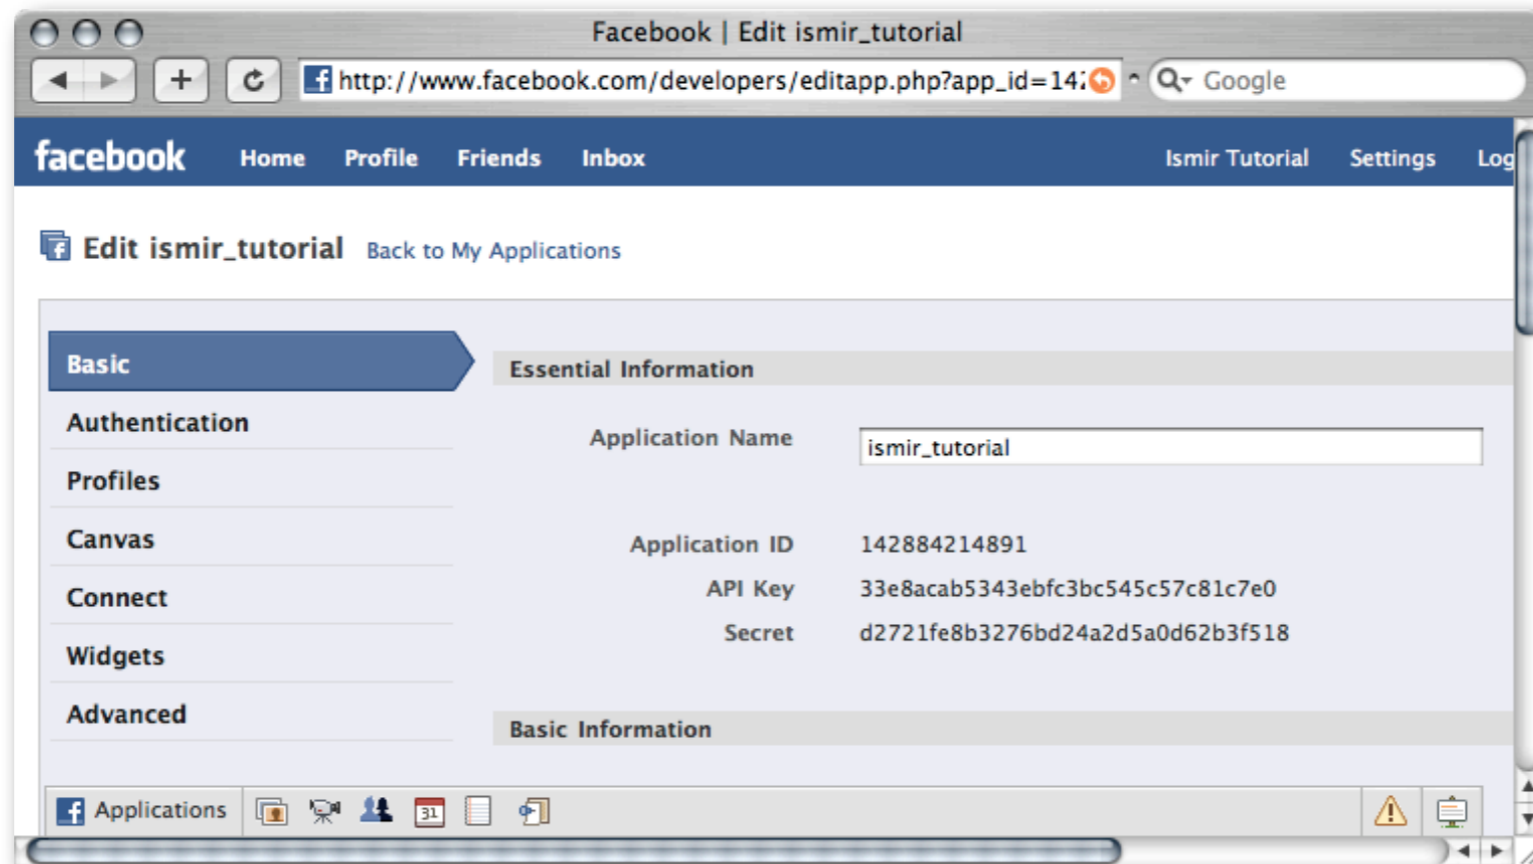 Facebook | Edit ismir_tutorial
http://www.facebook.com/developers/editapp.php?app_id=142
Google
facebook Home Profile Friends Inbox Ismir Tutorial Settings Log
Edit ismir_tutorial Back to My Applications
Basic
Authentication
Profiles
Canvas
Connect
Widgets
Advanced
Essential Information
Application Name ismir_tutorial
Application ID 142884214891
API Key 33e8acab5343ebfc3bc545c57c81c7e0
Secret d2721fe8b3276bd24a2d5a0d62b3f518
Basic Information
Applications
31